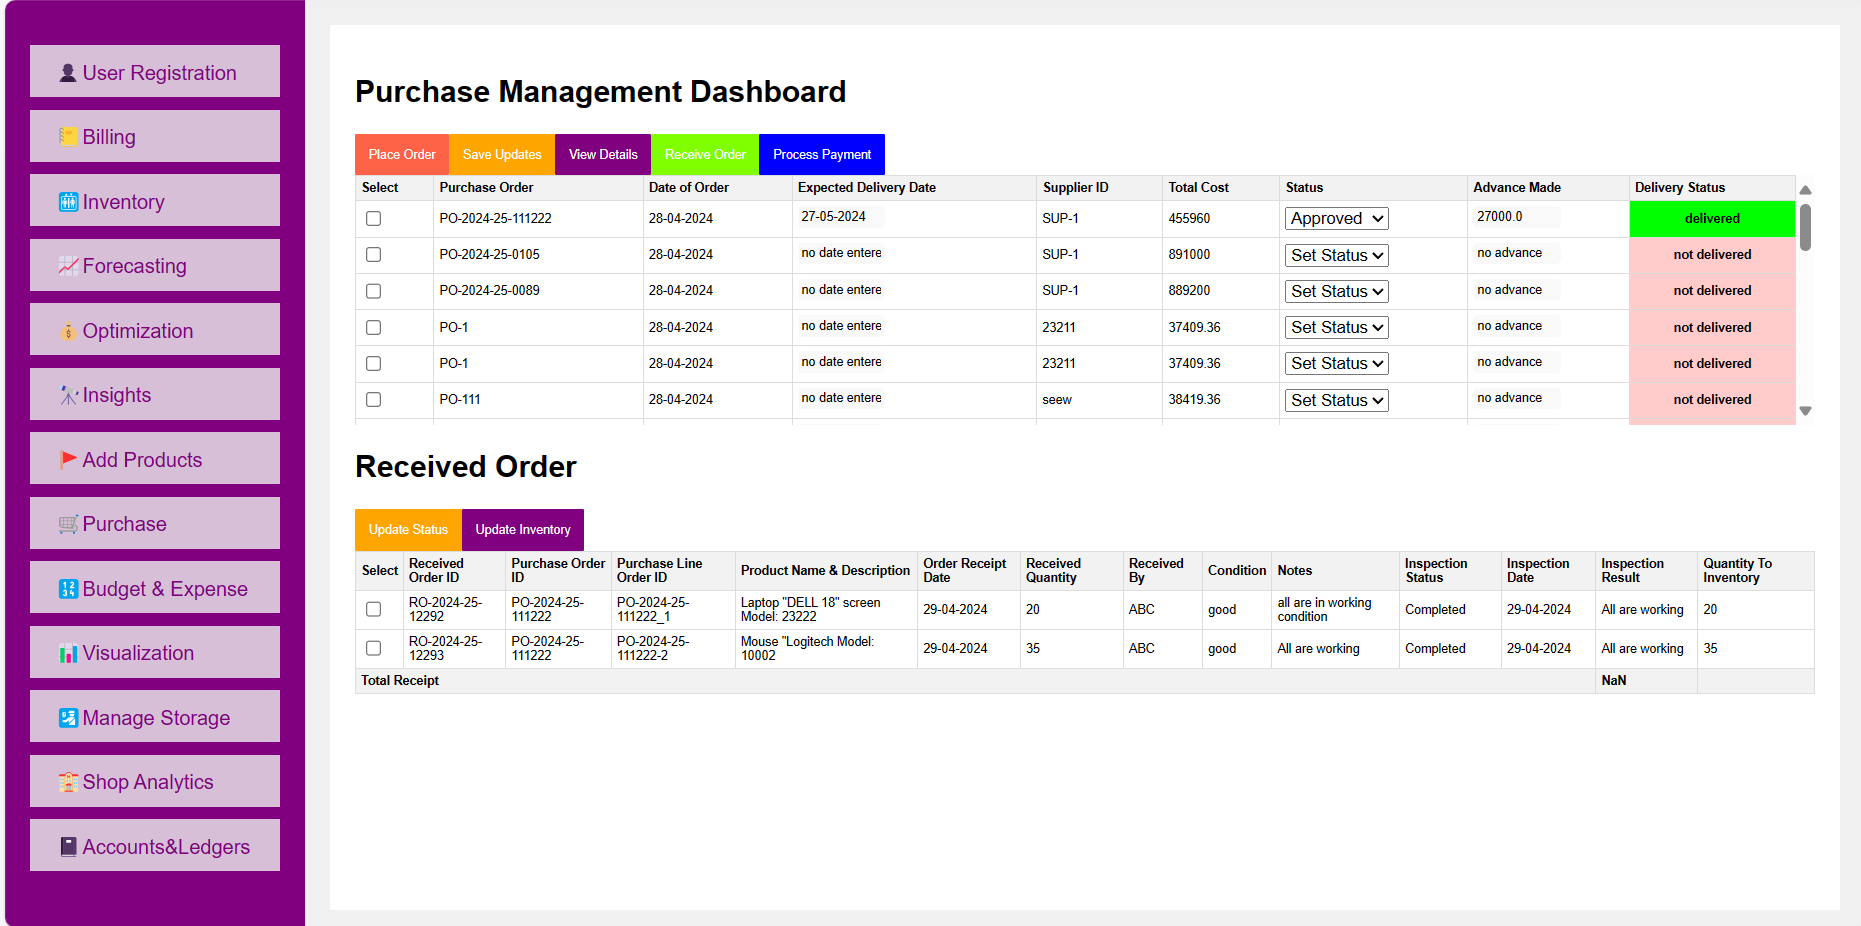 User Registration
Billing
Inventory
Forecasting
Optimization
Insights
Add Products
Purchase
Budget & Expense
Visualization
Manage Storage
Shop Analytics
Accounts&Ledgers
Purchase Management Dashboard
Place Order Save Updates View Details Receive Order Process Payment
Select Purchase Order Date of Order Expected Delivery Date Supplier ID Total Cost Status Advance Made Delivery Status
PO-2024-25-111222 28-04-2024 27-05-2024 SUP-1 455960 Approved 27000.0 delivered
PO-2024-25-0105 28-04-2024 no date entere SUP-1 891000 Set Status no advance not delivered
PO-2024-25-0089 28-04-2024 no date entere SUP-1 889200 Set Status no advance not delivered
PO-1 28-04-2024 no date entere 23211 37409.36 Set Status no advance not delivered
PO-1 28-04-2024 no date entere 23211 37409.36 Set Status no advance not delivered
PO-111 28-04-2024 no date entere seew 38419.36 Set Status no advance not delivered
Received Order
Update Status Update Inventory
Select Received Order ID Purchase Order ID Purchase Line Order ID Product Name & Description Order Receipt Date Received Quantity Received By Condition Notes Inspection Status Inspection Date Inspection Result Quantity To Inventory
RO-2024-25-12292 PO-2024-25-111222 PO-2024-25-111222_1 Laptop "DELL 18" screen Model: 23222 29-04-2024 20 ABC good all are in working condition Completed 29-04-2024 All are working 20
RO-2024-25-12293 PO-2024-25-111222 PO-2024-25-111222-2 Mouse "Logitech Model: 10002 29-04-2024 35 ABC good All are working Completed 29-04-2024 All are working 35
Total Receipt NaN